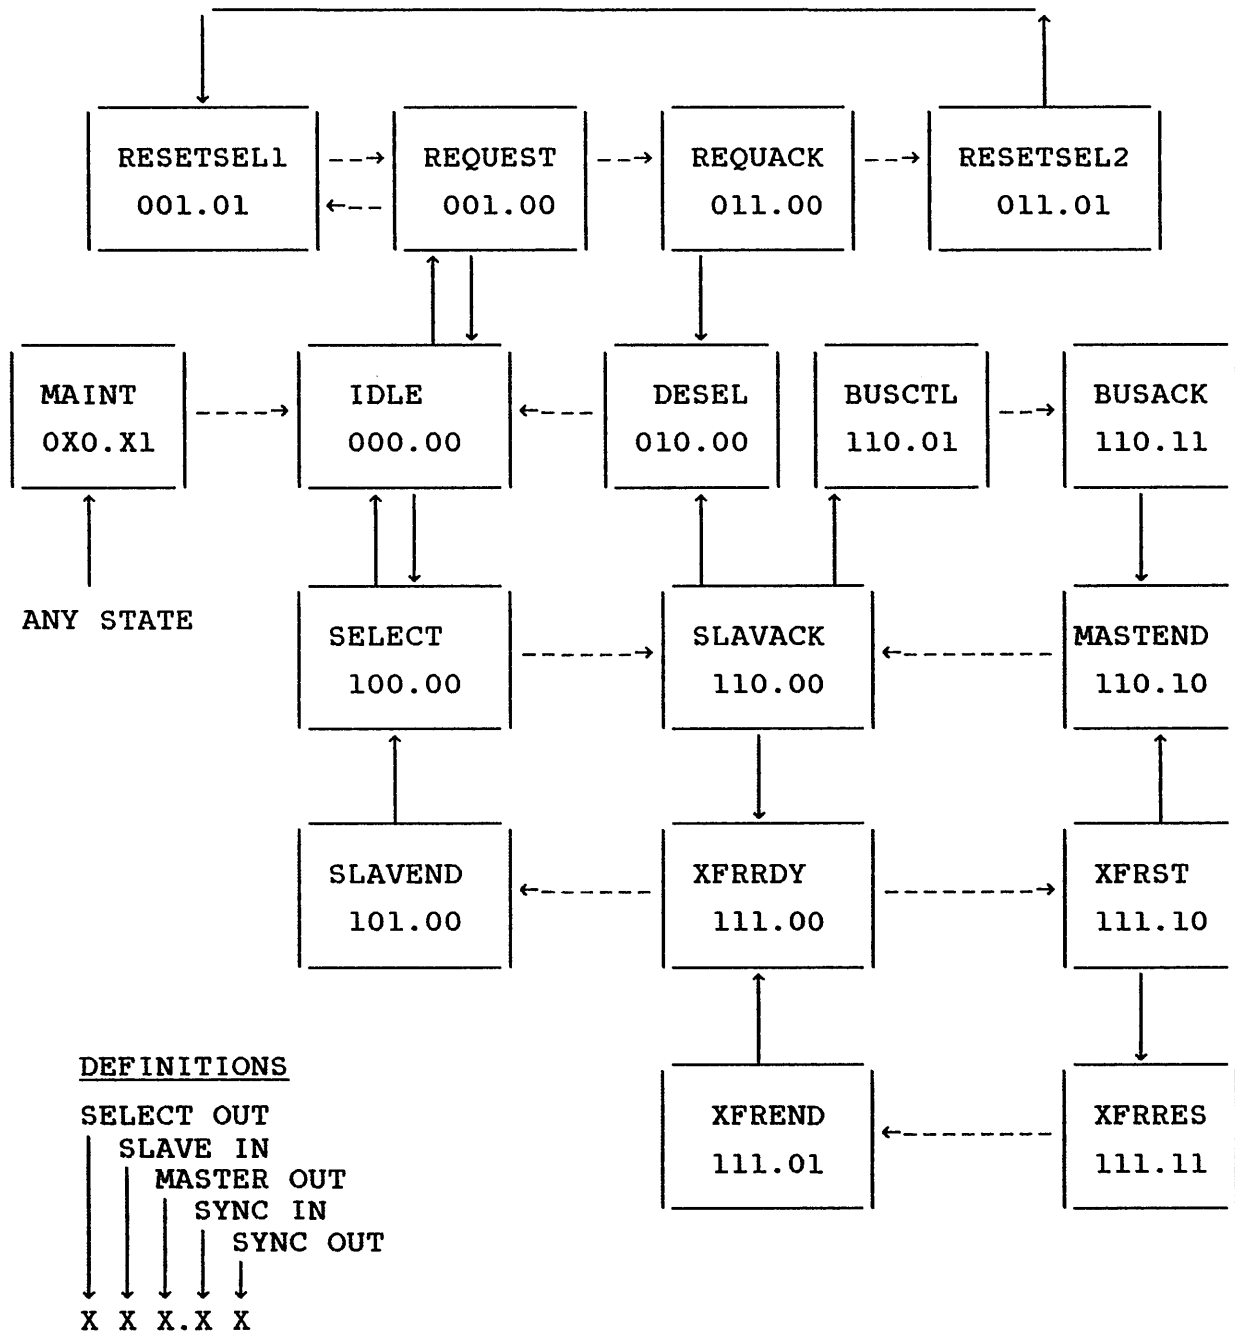 RESETSEL1 REQUEST REQUACK RESETSEL2
001.01 001.00 011.00 011.01
MAINT IDLE DESEL BUSCTL BUSACK
0X0.X1 000.00 010.00 110.01 110.11
ANY STATE
SELECT SLAVACK MASTEND
100.00 110.00 110.10
SLAVEND XFRRDY XFRST
101.00 111.00 111.10
XFREND XFRRES
111.01 111.11
DEFINITIONS
SELECT OUT
SLAVE IN
MASTER OUT
SYNC IN
SYNC OUT
X X X.X X